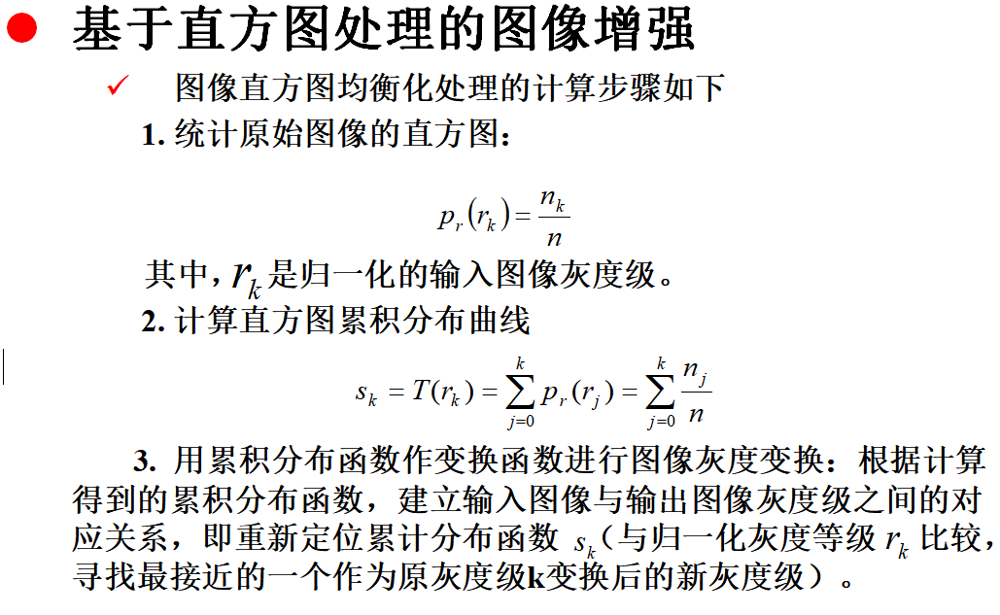 基于直方图处理的图像增强
图像直方图均衡化处理的计算步骤如下
1. 统计原始图像的直方图：
p_r(r_k) = n_k / n
其中，r_k 是归一化的输入图像灰度级。
2. 计算直方图累积分布曲线
s_k = T(r_k) = ∑_{j=0}^{k} p_r(r_j) = ∑_{j=0}^{k} n_j / n
3. 用累积分布函数作变换函数进行图像灰度变换：根据计算
得到的累积分布函数，建立输入图像与输出图像灰度级之间的对
应关系，即重新定位累计分布函数 s_k（与归一化灰度等级 r_k 比较，
寻找最接近的一个作为原灰度级k变换后的新灰度级）。